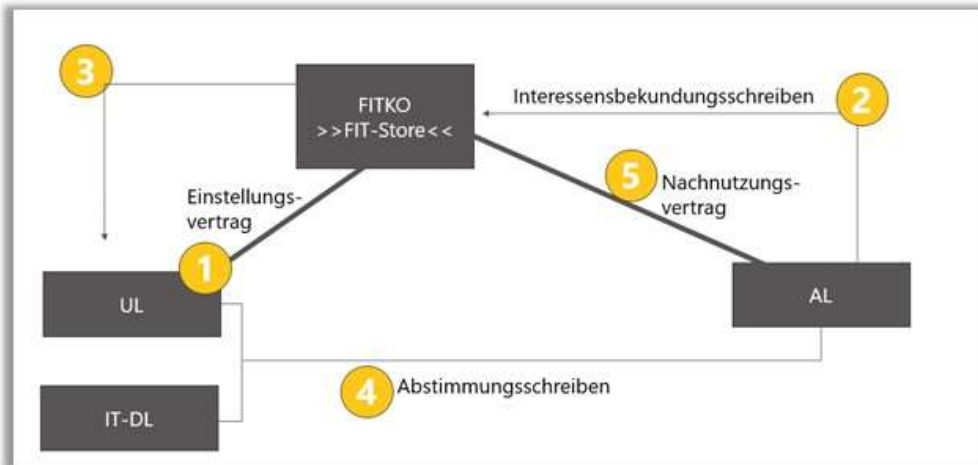 3
FITKO
>>FIT-Store<<
Interessensbekundungsschreiben
2
Einstellungs-
vertrag
5
Nachnutzungs-
vertrag
1
UL
AL
4
Abstimmungsschreiben
IT-DL